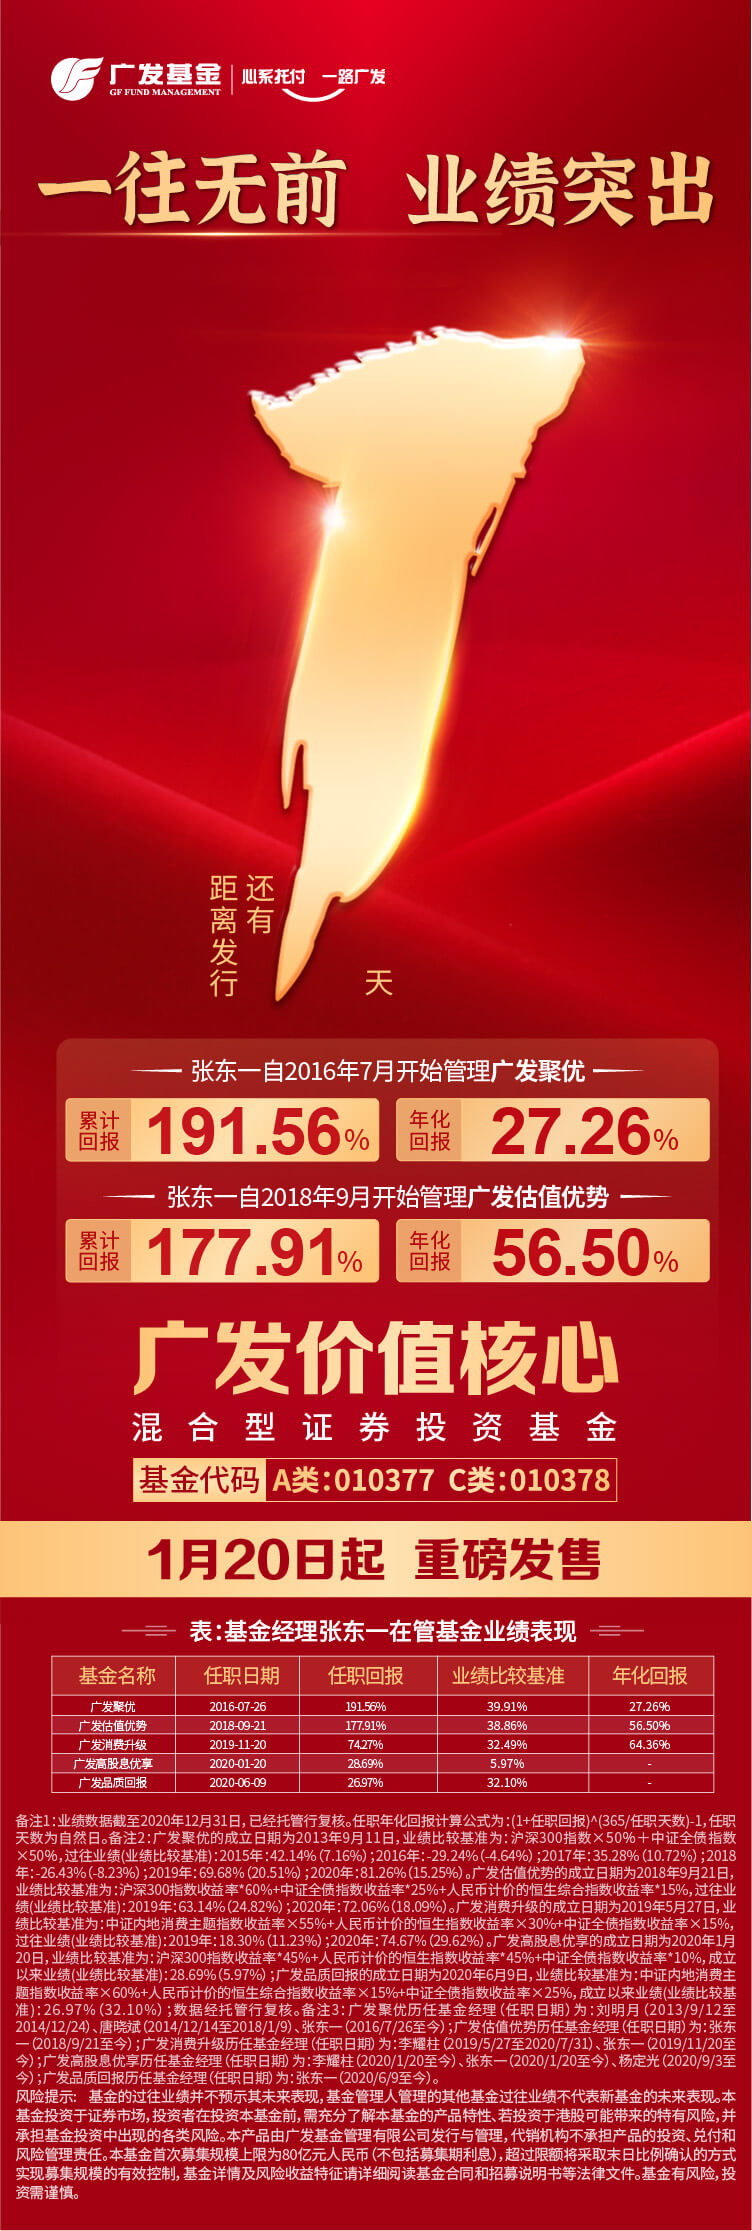 广发基金
GF FUND MANAGEMENT
心系托付 一路广发
一往无前 业绩突出
距离发行
还有
1
天
张东一自2016年7月开始管理广发聚优
累计回报 191.56% 年化回报 27.26%
张东一自2018年9月开始管理广发估值优势
累计回报 177.91% 年化回报 56.50%
广发价值核心
混合型证券投资基金
基金代码 A类:010377 C类:010378
1月20日起 重磅发售
表:基金经理张东一在管基金业绩表现
基金名称 任职日期 任职回报 业绩比较基准 年化回报
广发聚优 2016-07-26 191.56% 39.91% 27.26%
广发估值优势 2018-09-21 177.91% 38.86% 56.50%
广发消费升级 2019-11-20 74.27% 32.49% 64.36%
广发高股息优享 2020-01-20 28.69% 5.97% -
广发品质回报 2020-06-09 26.97% 32.10% -
备注1:业绩数据截至2020年12月31日,已经托管行复核。任职年化回报计算公式为:(1+任职回报)^(365/任职天数)-1,任职
天数为自然日。备注2:广发聚优的成立日期为2013年9月11日,业绩比较基准为:沪深300指数×50%+中证全债指数
×50%,过往业绩(业绩比较基准):2015年:42.14%(7.16%);2016年:-29.24%(-4.64%);2017年:35.28%(10.72%);2018
年:-26.43%(-8.23%);2019年:69.68%(20.51%);2020年:81.26%(15.25%)。广发估值优势的成立日期为2018年9月21日,
业绩比较基准为:沪深300指数收益率*60%+中证全债指数收益率*25%+人民币计价的恒生综合指数收益率*15%,过往业
绩(业绩比较基准):2019年:63.14%(24.82%);2020年:72.06%(18.09%)。广发消费升级的成立日期为2019年5月27日,业
绩比较基准为:中证内地消费主题指数收益率×55%+人民币计价的恒生指数收益率×30%+中证全债指数收益率×15%,
过往业绩(业绩比较基准):2019年:18.30%(11.23%);2020年:74.67%(29.62%)。广发高股息优享的成立日期为2020年1月
20日,业绩比较基准为:沪深300指数收益率*45%+人民币计价的恒生指数收益率*45%+中证全债指数收益率*10%,成立
以来业绩(业绩比较基准):28.69%(5.97%);广发品质回报的成立日期为2020年6月9日,业绩比较基准为:中证内地消费主
题指数收益率×60%+人民币计价的恒生综合指数收益率×15%+中证全债指数收益率×25%,成立以来业绩(业绩比较基
准):26.97%(32.10%);数据经托管行复核。备注3:广发聚优历任基金经理(任职日期)为:刘明月(2013/9/12至
2014/12/24)、唐晓斌(2014/12/14至2018/1/9)、张东一(2016/7/26至今);广发估值优势历任基金经理(任职日期)为:张东
一(2018/9/21至今);广发消费升级历任基金经理(任职日期)为:李耀柱(2019/5/27至2020/7/31)、张东一(2019/11/20至
今);广发高股息优享历任基金经理(任职日期)为:李耀柱(2020/1/20至今)、张东一(2020/1/20至今)、杨定光(2020/9/3至
今);广发品质回报历任基金经理(任职日期)为:张东一(2020/6/9至今)。
风险提示: 基金的过往业绩并不预示其未来表现,基金管理人管理的其他基金过往业绩不代表新基金的未来表现。本
基金投资于证券市场,投资者在投资本基金前,需充分了解本基金的产品特性、若投资于港股可能带来的特有风险,并
承担基金投资中出现的各类风险。本产品由广发基金管理有限公司发行与管理,代销机构不承担产品的投资、兑付和
风险管理责任。本基金首次募集规模上限为80亿元人民币(不包括募集期利息),超过限额将采取末日比例确认的方式
实现募集规模的有效控制,基金详情及风险收益特征请详细阅读基金合同和招募说明书等法律文件。基金有风险,投
资需谨慎。